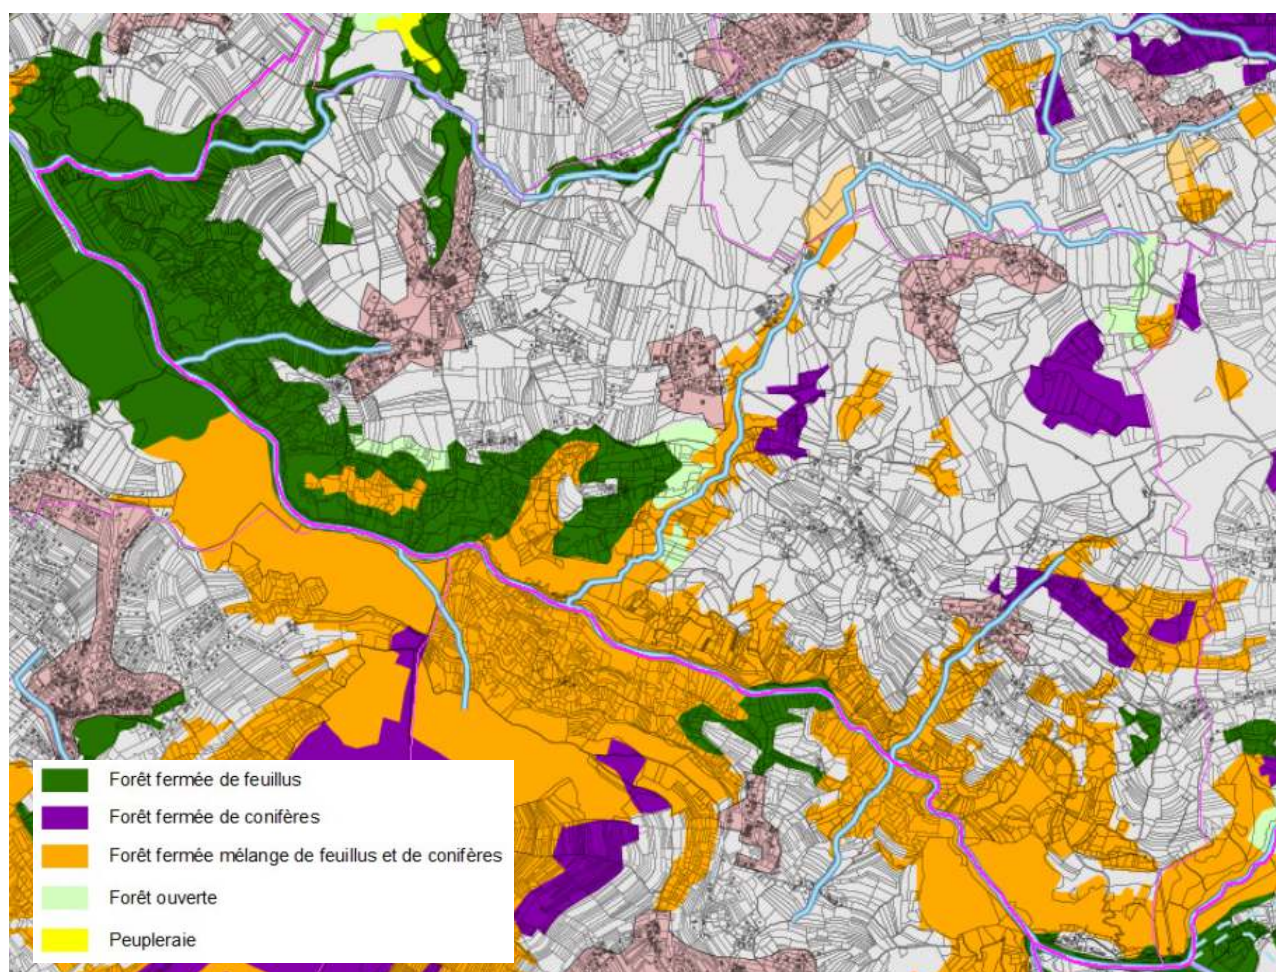 Forêt fermée de feuillus
Forêt fermée de conifères
Forêt fermée mélange de feuillus et de conifères
Forêt ouverte
Peupleraie